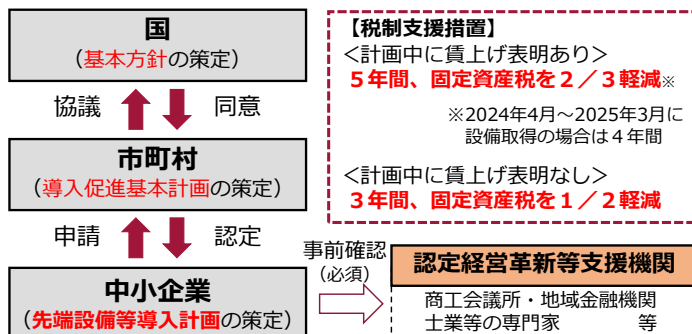 国
（基本方針の策定）
協議
同意
市町村
（導入促進基本計画の策定）
申請
認定
中小企業
（先端設備等導入計画の策定）
【税制支援措置】
＜計画中に賃上げ表明あり＞
５年間、固定資産税を２／３軽減※
※2024年4月～2025年3月に
設備取得の場合は４年間
＜計画中に賃上げ表明なし＞
３年間、固定資産税を１／２軽減
事前確認
（必須）
認定経営革新等支援機関
商工会議所・地域金融機関
士業等の専門家　　　　等